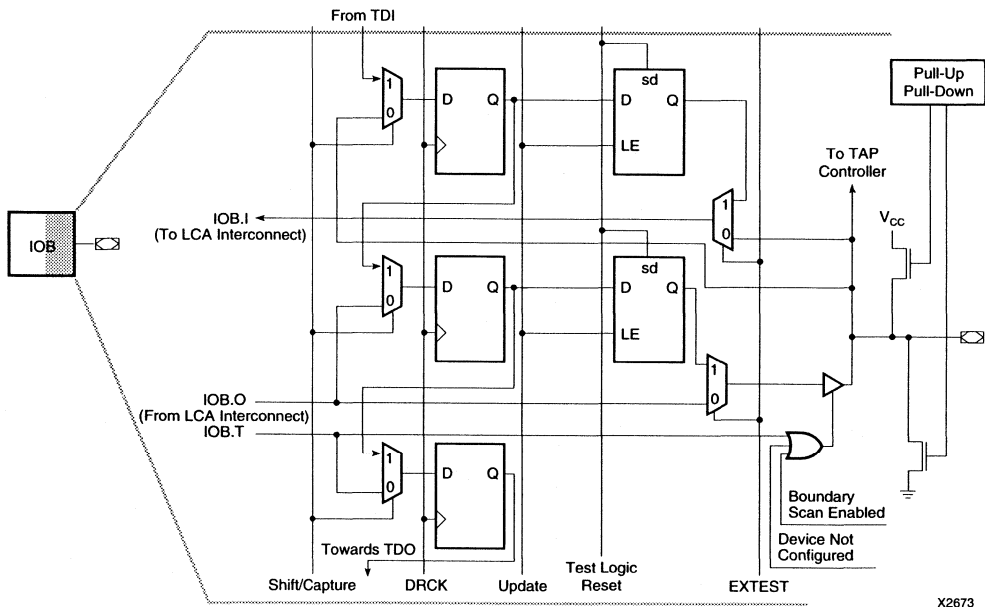 From TDI
1
0
D Q
sd
D Q
LE
Pull-Up
Pull-Down
To TAP
Controller
IOB
IOB.I
(To LCA Interconnect)
1
0
VCC
1
0
D Q
sd
D Q
LE
1
0
IOB.O
(From LCA Interconnect)
IOB.T
1
0
D Q
Boundary
Scan Enabled
Device Not
Configured
Towards TDO
Shift/Capture
DRCK
Update
Test Logic
Reset
EXTEST
X2673